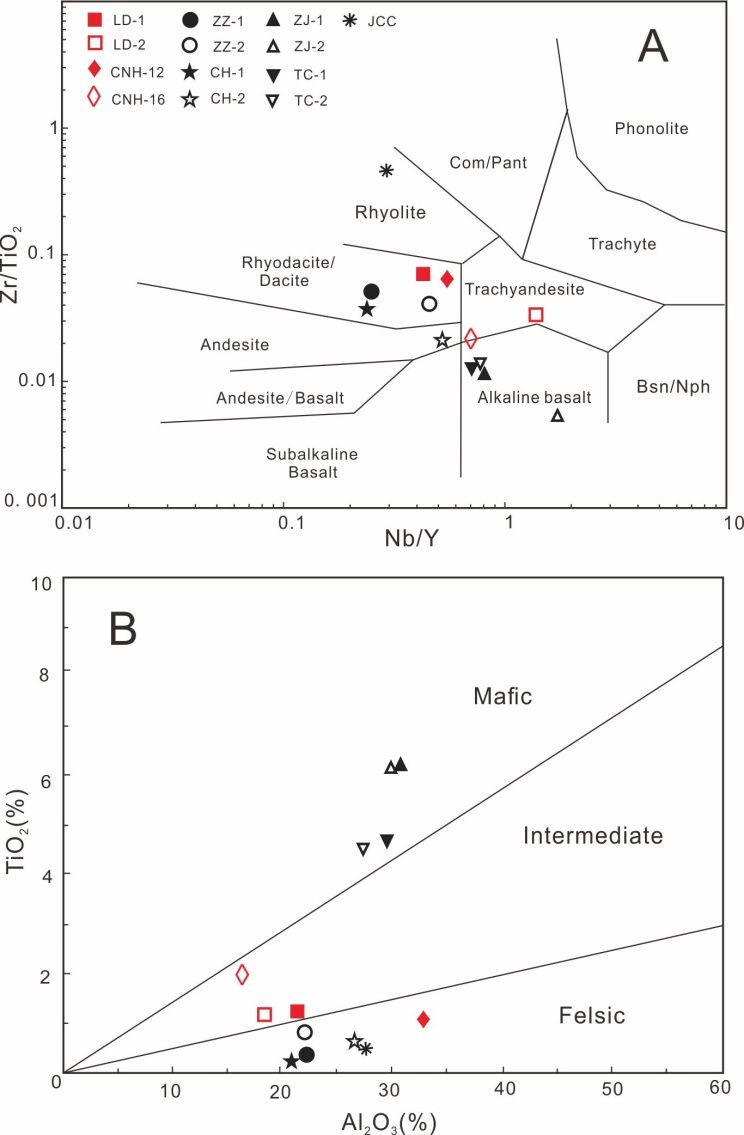 LD-1 ZZ-1 ZJ-1 JCC
LD-2 ZZ-2 ZJ-2
CNH-12 CH-1 TC-1
CNH-16 CH-2 TC-2
A
Phonolite
Com/Pant
Rhyolite
Trachyte
Rhyodacite/
Dacite
Trachyandesite
Andesite
Andesite/Basalt
Alkaline basalt
Bsn/Nph
Subalkaline
Basalt
Zr/TiO₂
1
0.1
0.01
0.001
0.01 0.1 1 10
Nb/Y
B
Mafic
Intermediate
Felsic
TiO₂(%)
10
8
6
4
2
0
0 10 20 30 40 50 60
Al₂O₃(%)